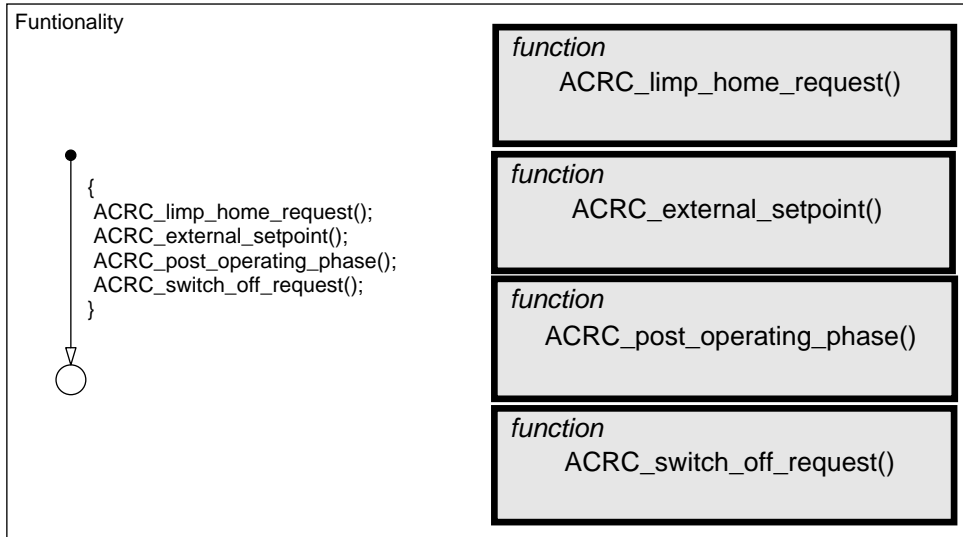 Funtionality
{
ACRC_limp_home_request();
ACRC_external_setpoint();
ACRC_post_operating_phase();
ACRC_switch_off_request();
}
function
ACRC_limp_home_request()
function
ACRC_external_setpoint()
function
ACRC_post_operating_phase()
function
ACRC_switch_off_request()